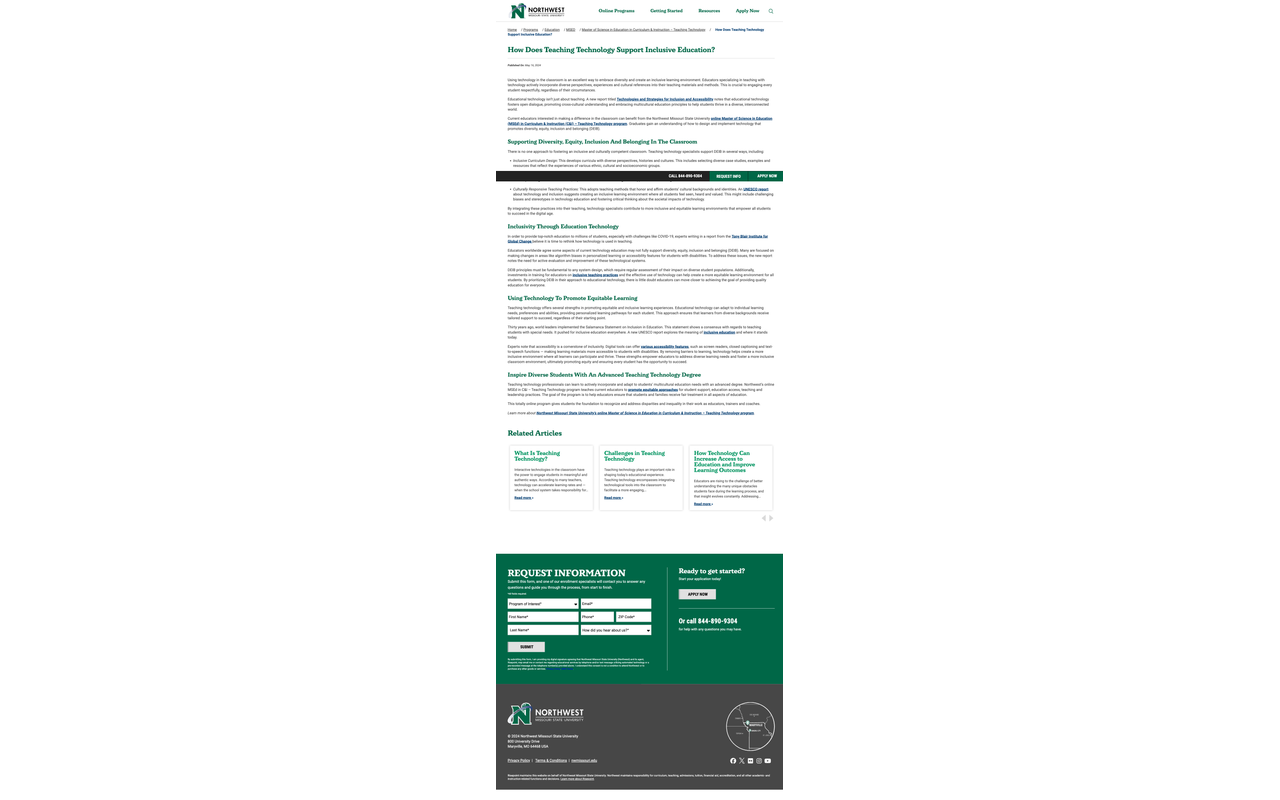 NORTHWEST
MISSOURI STATE UNIVERSITY
Online Programs
Getting Started
Resources
Apply Now
Home / Programs / Education / MSED / Master of Science in Education in Curriculum & Instruction – Teaching Technology / How Does Teaching Technology
Support Inclusive Education?
How Does Teaching Technology Support Inclusive Education?
Using technology in the classroom is an excellent way to embrace diversity and create an inclusive learning environment. Educators specializing in teaching with
technology actively incorporate diverse perspectives, experiences and cultural references into their teaching materials and methods. This is crucial to engaging every
student respectfully, regardless of their circumstances.
Educational technology isn't just about teaching. A new report titled Technologies and Strategies for Inclusion and Accessibility notes that educational technology
fosters open dialogue, promoting cross-cultural understanding and embracing multicultural education principles to help students thrive in a diverse, interconnected
world.
Current educators interested in making a difference in the classroom can benefit from the Northwest Missouri State University online Master of Science in Education
(MSEd) in Curriculum & Instruction (C&I) – Teaching Technology program. Graduates gain an understanding of how to design and implement technology that
promotes diversity, equity, inclusion and belonging (DEIB).
Supporting Diversity, Equity, Inclusion And Belonging In The Classroom
There is no one approach to fostering an inclusive and culturally competent classroom. Teaching technology specialists support DEIB in several ways, including:
• Inclusive Curriculum Design: This develops curricula with diverse perspectives, histories and cultures. This includes selecting diverse case studies, examples and
resources that reflect the experiences of various ethnic, cultural and socioeconomic groups.
CALL 844-890-9304
REQUEST INFO
APPLY NOW
• Culturally Responsive Teaching Practices: This adapts teaching methods that honor and affirm students' cultural backgrounds and identities. An UNESCO report
about technology and inclusion suggests creating an inclusive learning environment where all students feel seen, heard and valued. This might include challenging
biases and stereotypes in technology education and fostering critical thinking about the societal impacts of technology.
By integrating these practices into their teaching, technology specialists contribute to more inclusive and equitable learning environments that empower all students
to succeed in the digital age.
Inclusivity Through Education Technology
In order to provide top-notch education to millions of students, especially with challenges like COVID-19, experts writing in a report from the Tony Blair Institute for
Global Change believe it is time to rethink how technology is used in teaching.
Educators worldwide agree some aspects of current technology education may not fully support diversity, equity, inclusion and belonging (DEIB). Many are focused on
making changes in areas like algorithm biases in personalized learning or accessibility features for students with disabilities. To address these issues, the new report
notes the need for active evaluation and improvement of these technological systems.
DEIB principles must be fundamental to any system design, which require regular assessment of their impact on diverse student populations. Additionally,
investments in training for educators on inclusive teaching practices and the effective use of technology can help create a more equitable learning environment for all
students. By prioritizing DEIB in their approach to educational technology, there is little doubt educators can move closer to achieving the goal of providing quality
education for everyone.
Using Technology To Promote Equitable Learning
Teaching technology offers several strengths in promoting equitable and inclusive learning experiences. Educational technology can adapt to individual learning
needs, preferences and abilities, providing personalized learning pathways for each student. This approach ensures that learners from diverse backgrounds receive
tailored support to succeed, regardless of their starting point.
Thirty years ago, world leaders implemented the Salamanca Statement on Inclusion in Education. This statement shows a consensus with regards to teaching
students with special needs. It pushed for inclusive education everywhere. A new UNESCO report explores the meaning of inclusive education and where it stands
today.
Experts note that accessibility is a cornerstone of inclusivity. Digital tools can offer various accessibility features, such as screen readers, closed captioning and text-
to-speech functions — making learning materials more accessible to students with disabilities. By removing barriers to learning, technology helps create a more
inclusive environment where all learners can participate and thrive. These strengths empower educators to address diverse learning needs and foster a more inclusive
classroom environment, ultimately promoting equity and ensuring every student has the opportunity to succeed.
Inspire Diverse Students With An Advanced Teaching Technology Degree
Teaching technology professionals can learn to actively incorporate and adapt to students' multicultural education needs with an advanced degree. Northwest's online
MSEd in C&I – Teaching Technology program teaches current educators to promote equitable approaches for student support, education access, teaching and
leadership practices. The goal of the program is to help educators ensure that students and families receive fair treatment in all aspects of education.
This totally online program gives students the foundation to recognize and address disparities and inequality in their work as educators, trainers and coaches.
Learn more about Northwest Missouri State University's online Master of Science in Education in Curriculum & Instruction – Teaching Technology program.
Related Articles
What Is Teaching
Technology?
Interactive technologies in the classroom have
the power to engage students in meaningful and
authentic ways. According to many teachers,
technology can accelerate learning rates and —
when the school system takes responsibility for...
Read more >
Challenges in Teaching
Technology
Teaching technology plays an important role in
shaping today's educational experience.
Teaching technology encompasses integrating
technological tools into the classroom to
facilitate a more engaging,...
Read more >
How Technology Can
Increase Access to
Education and Improve
Learning Outcomes
Educators are rising to the challenge of better
understanding the many unique obstacles
students face during the learning process, and
that insight evolves constantly. Addressing...
Read more >
REQUEST INFORMATION
Submit this form, and one of our enrollment specialists will contact you to answer any
questions and guide you through the process, from start to finish.
Program of Interest*
Email*
First Name*
Phone*
ZIP Code*
Last Name*
How did you hear about us?*
SUBMIT
Ready to get started?
Start your application today!
APPLY NOW
Or call 844-890-9304
for help with any questions you may have.
NORTHWEST
MISSOURI STATE UNIVERSITY
© 2024 Northwest Missouri State University
800 University Drive
Maryville, MO 64468 USA
Privacy Policy | Terms & Conditions | nwmissouri.edu